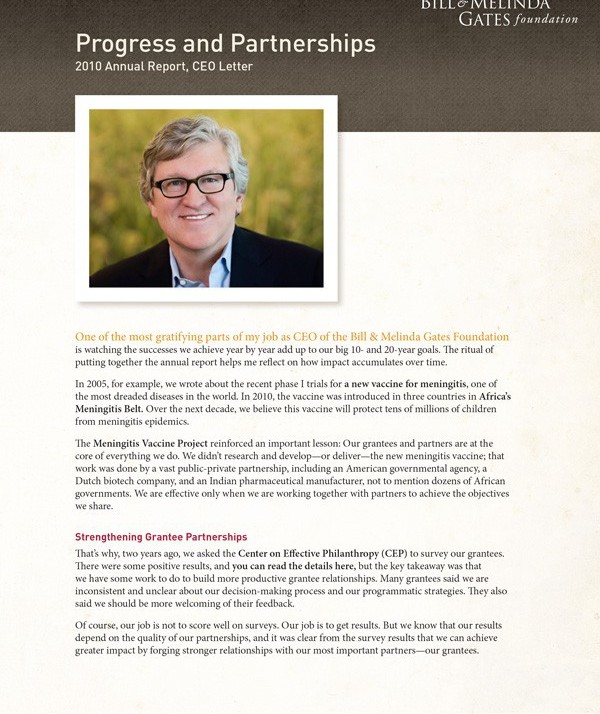 BILL & MELINDA
GATES foundation
Progress and Partnerships
2010 Annual Report, CEO Letter
One of the most gratifying parts of my job as CEO of the Bill & Melinda Gates Foundation
is watching the successes we achieve year by year add up to our big 10- and 20-year goals. The ritual of
putting together the annual report helps me reflect on how impact accumulates over time.
In 2005, for example, we wrote about the recent phase I trials for a new vaccine for meningitis, one of
the most dreaded diseases in the world. In 2010, the vaccine was introduced in three countries in Africa's
Meningitis Belt. Over the next decade, we believe this vaccine will protect tens of millions of children
from meningitis epidemics.
The Meningitis Vaccine Project reinforced an important lesson: Our grantees and partners are at the
core of everything we do. We didn't research and develop—or deliver—the new meningitis vaccine; that
work was done by a vast public-private partnership, including an American governmental agency, a
Dutch biotech company, and an Indian pharmaceutical manufacturer, not to mention dozens of African
governments. We are effective only when we are working together with partners to achieve the objectives
we share.
Strengthening Grantee Partnerships
That's why, two years ago, we asked the Center on Effective Philanthropy (CEP) to survey our grantees.
There were some positive results, and you can read the details here, but the key takeaway was that
we have some work to do to build more productive grantee relationships. Many grantees said we are
inconsistent and unclear about our decision-making process and our programmatic strategies. They also
said we should be more welcoming of their feedback.
Of course, our job is not to score well on surveys. Our job is to get results. But we know that our results
depend on the quality of our partnerships, and it was clear from the survey results that we can achieve
greater impact by forging stronger relationships with our most important partners—our grantees.